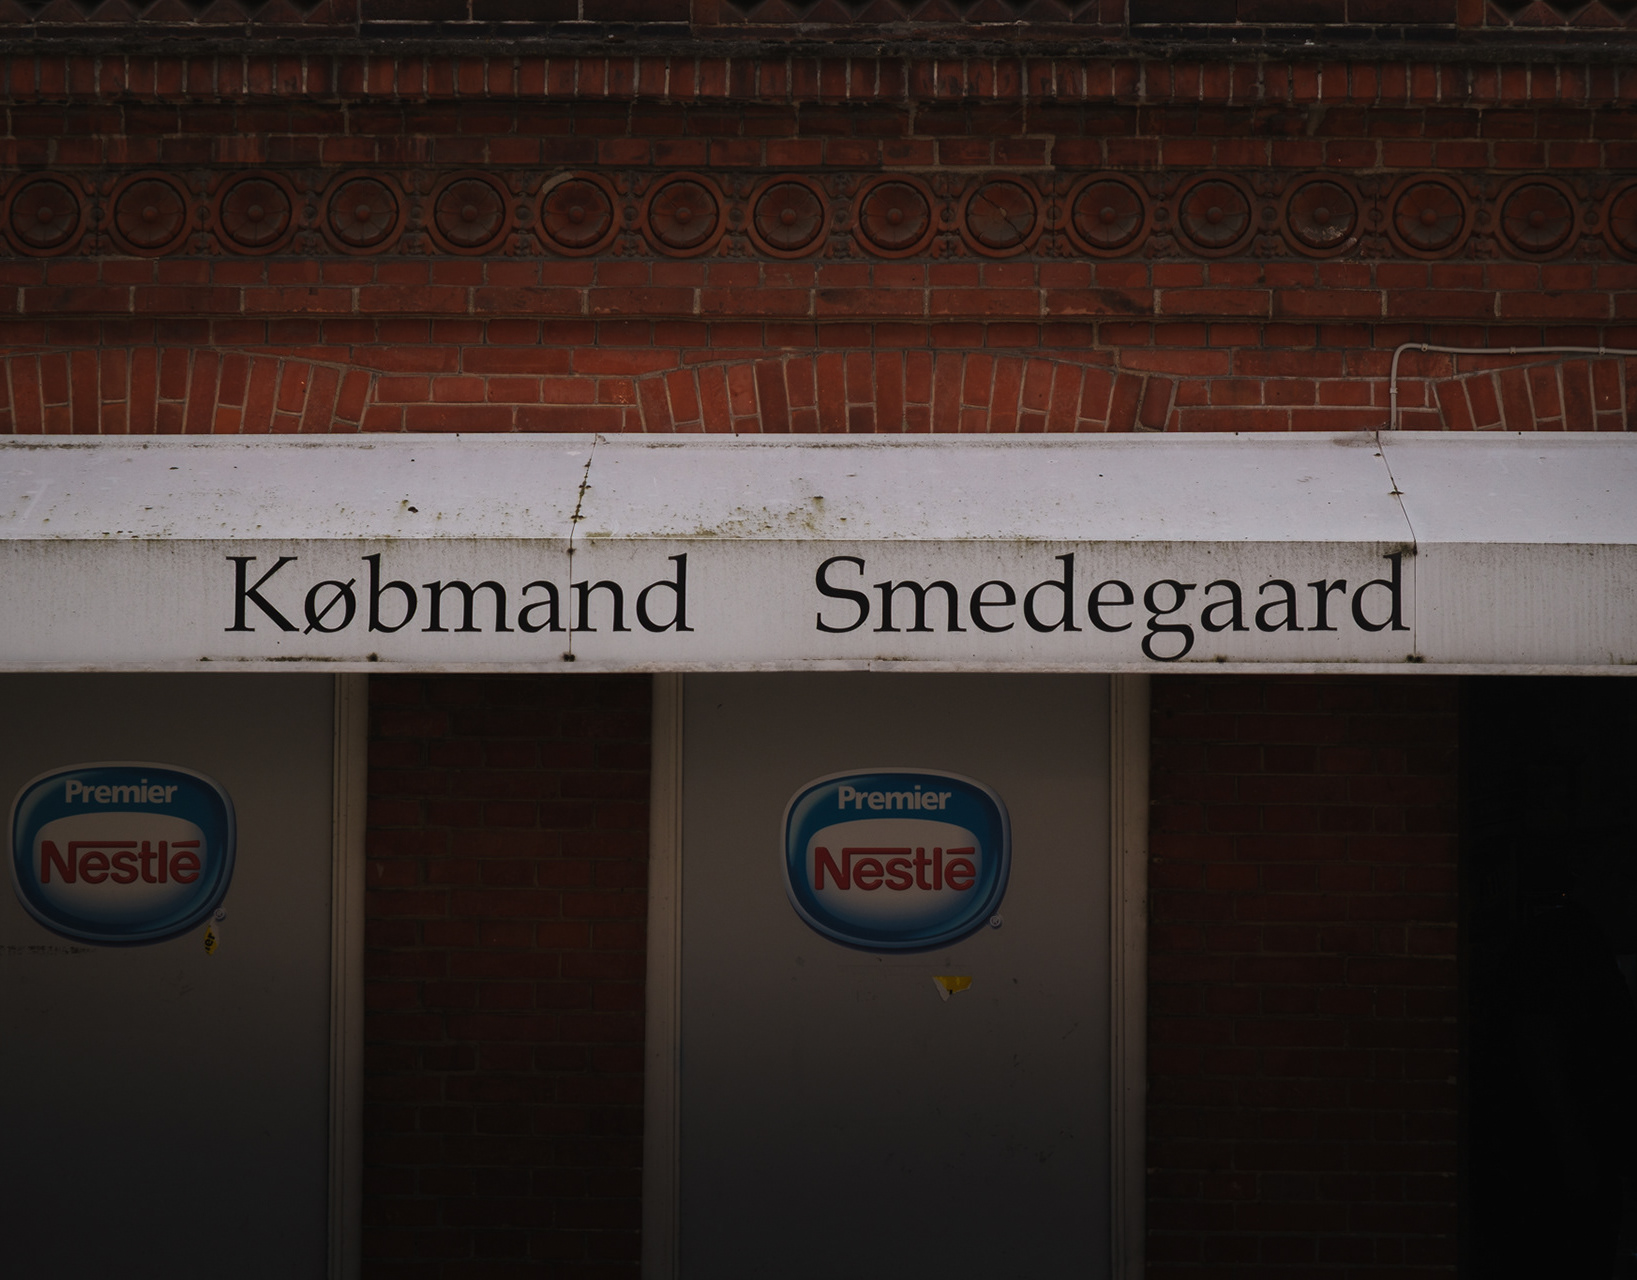 Købmand Smedegaard
Premier
Nestlé
Premier
Nestlé